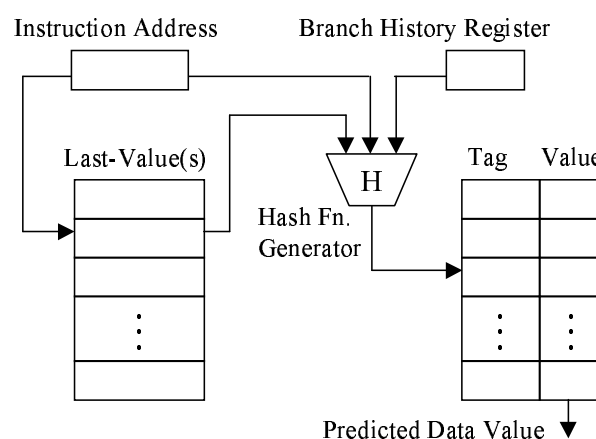 Instruction Address
Branch History Register
Last-Value(s)
H
Tag
Value
Hash Fn.
Generator
Predicted Data Value